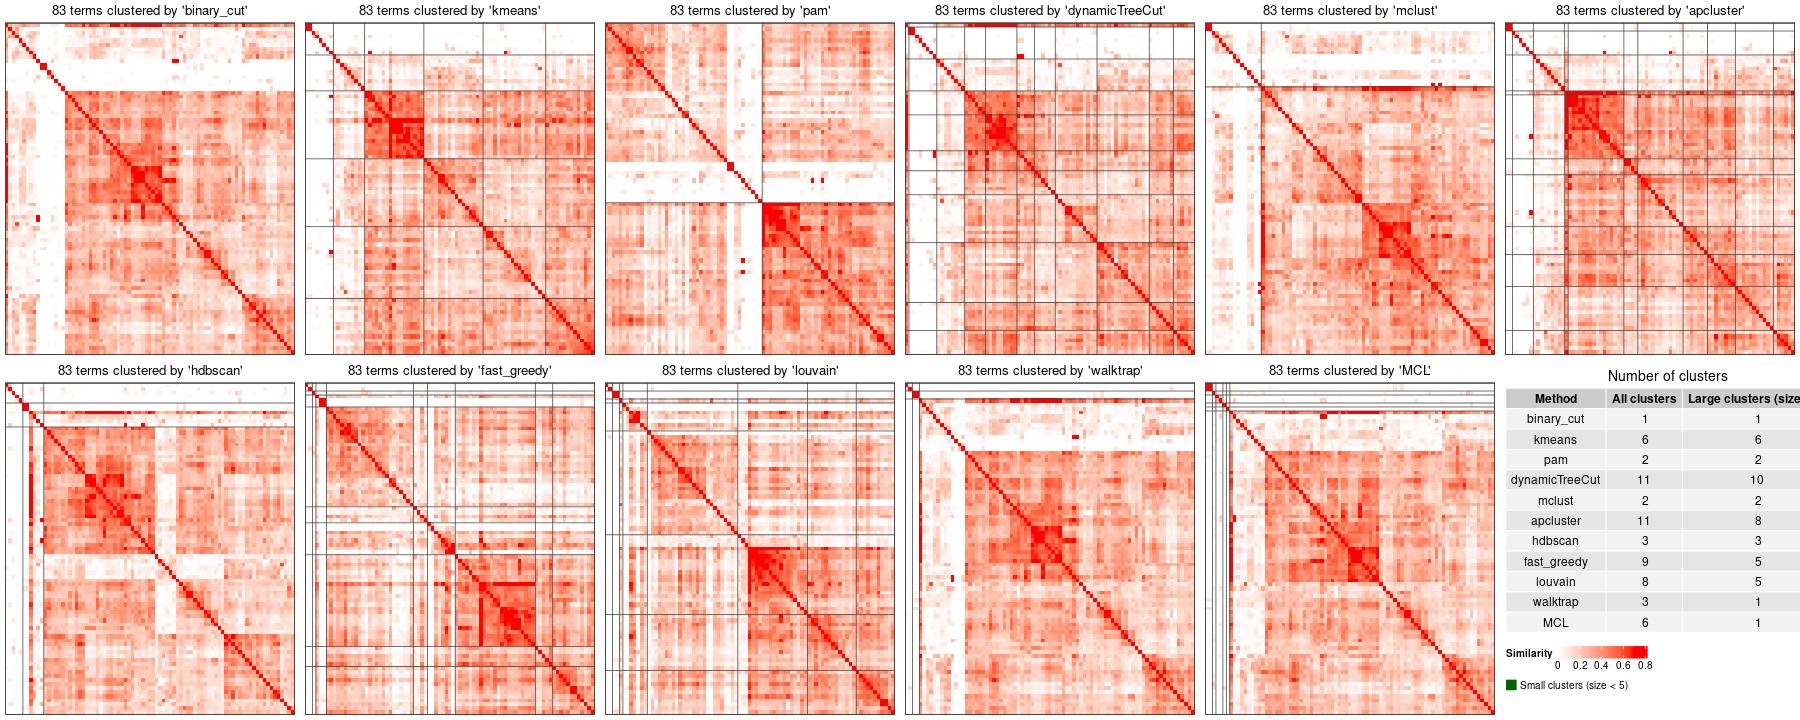 83 terms clustered by 'binary_cut'
83 terms clustered by 'kmeans'
83 terms clustered by 'pam'
83 terms clustered by 'dynamicTreeCut'
83 terms clustered by 'mclust'
83 terms clustered by 'apcluster'
83 terms clustered by 'hdbscan'
83 terms clustered by 'fast_greedy'
83 terms clustered by 'louvain'
83 terms clustered by 'walktrap'
83 terms clustered by 'MCL'
Number of clusters
Method All clusters Large clusters (size
binary_cut 1 1
kmeans 6 6
pam 2 2
dynamicTreeCut 11 10
mclust 2 2
apcluster 11 8
hdbscan 3 3
fast_greedy 9 5
louvain 8 5
walktrap 3 1
MCL 6 1
Similarity
0 0.2 0.4 0.6 0.8
Small clusters (size < 5)